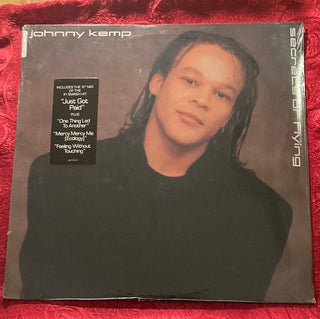 johnny kemp
secrets of flying
INCLUDES THE 12" MIX
OF THE
#1 SMASH HIT
"Just Got
Paid"
PLUS
"One Thing Led
To Another"
"Mercy Mercy Me
(Ecology)"
"Feeling Without
Touching"